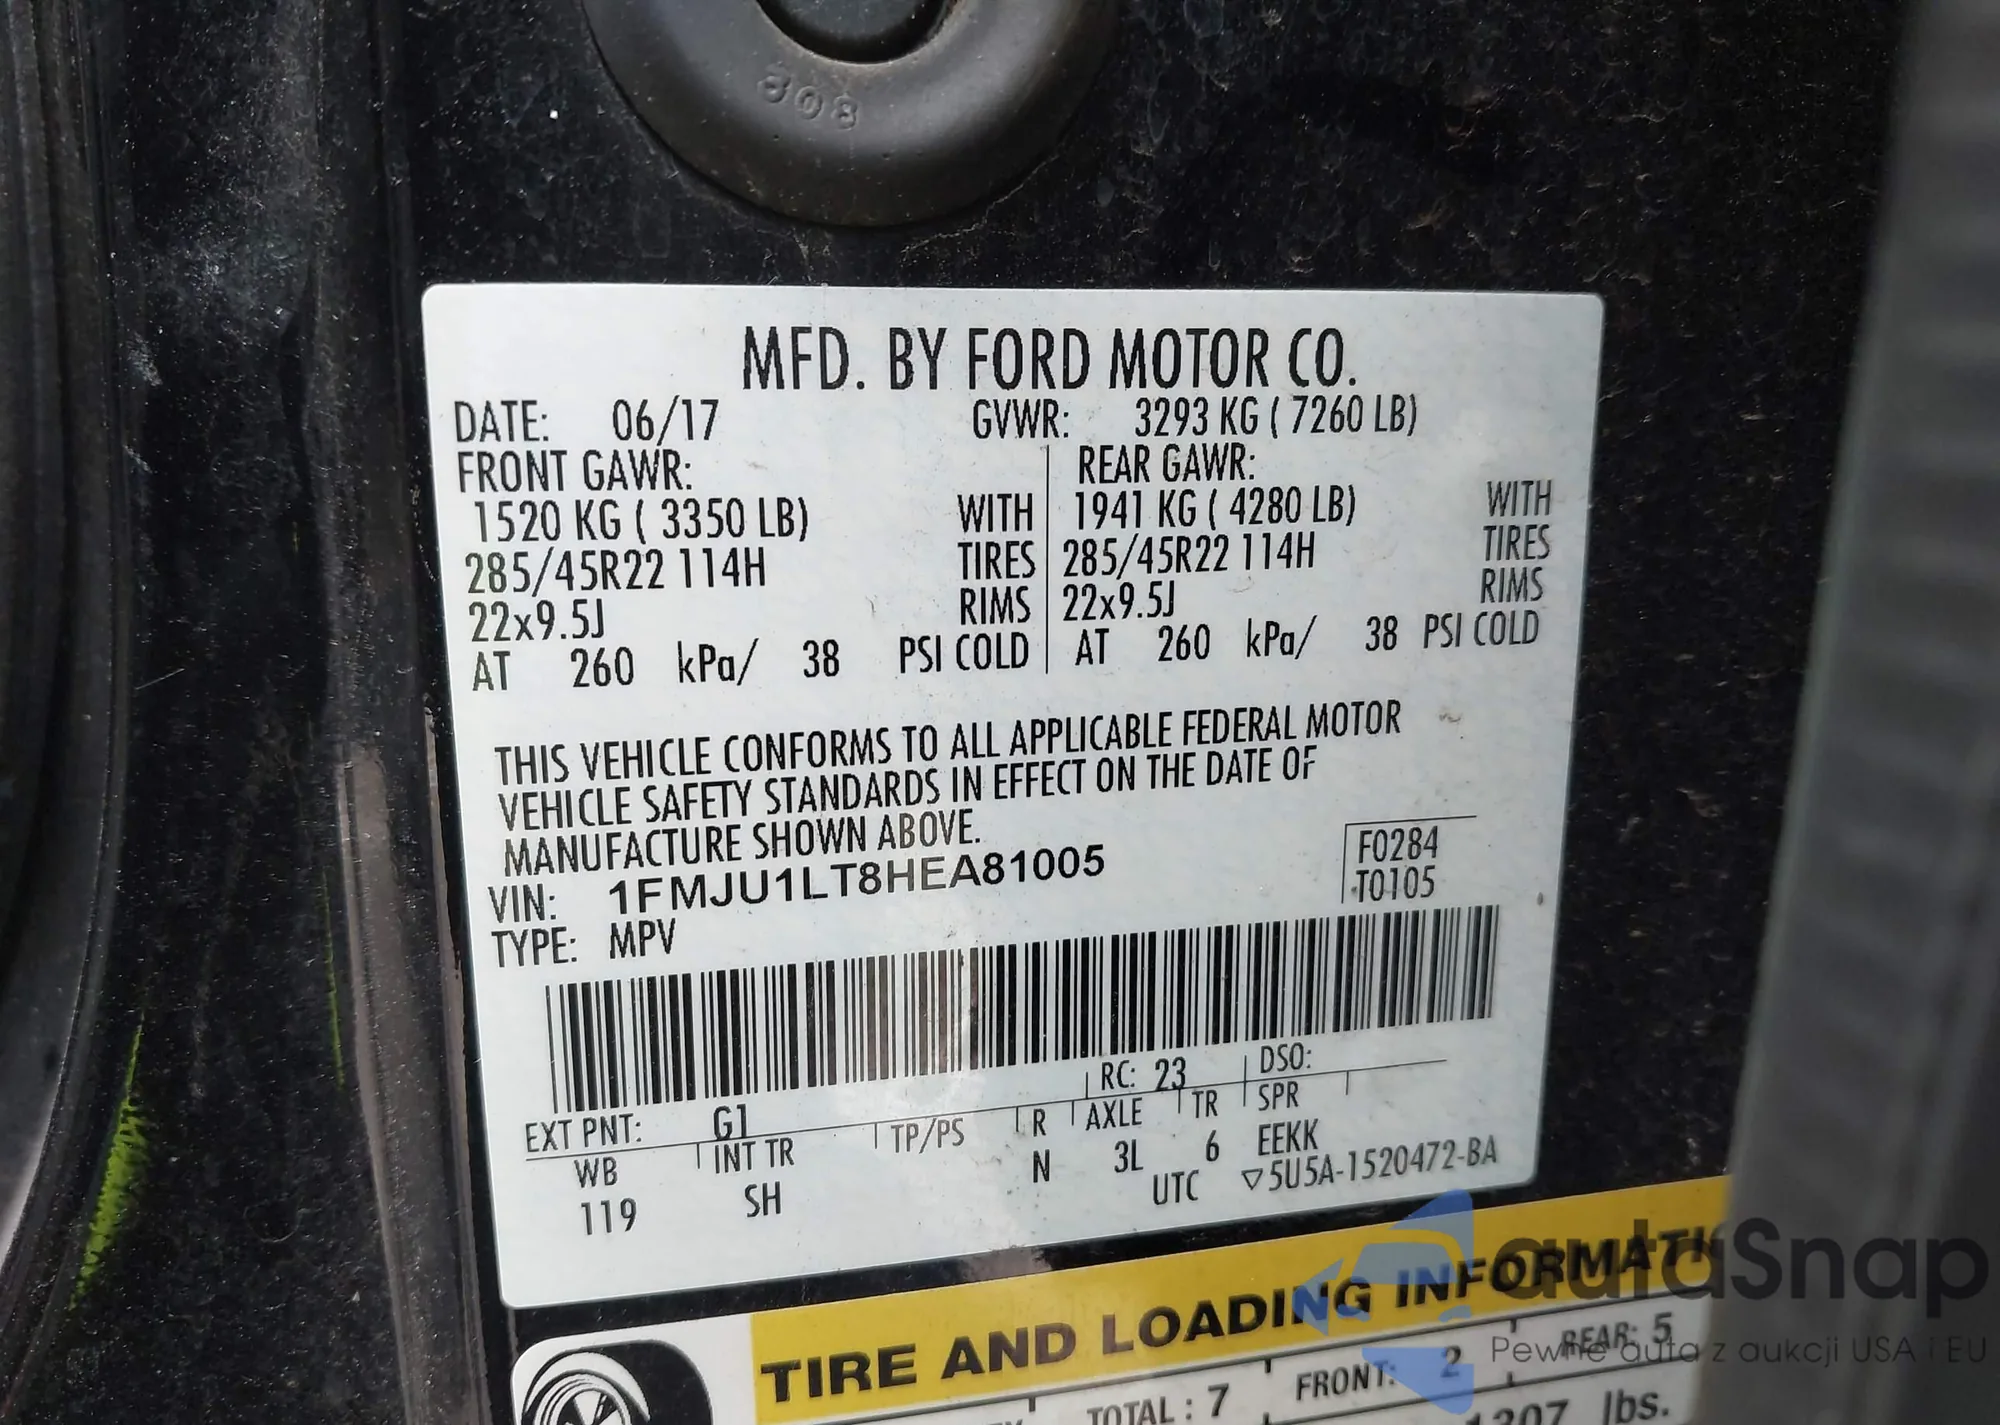 808
MFD. BY FORD MOTOR CO.
DATE: 06/17 GVWR: 3293 KG ( 7260 LB)
FRONT GAWR: REAR GAWR:
1520 KG ( 3350 LB) WITH 1941 KG ( 4280 LB) WITH
285/45R22 114H TIRES 285/45R22 114H TIRES
22x9.5J RIMS 22x9.5J RIMS
AT 260 kPa/ 38 PSI COLD AT 260 kPa/ 38 PSI COLD
THIS VEHICLE CONFORMS TO ALL APPLICABLE FEDERAL MOTOR
VEHICLE SAFETY STANDARDS IN EFFECT ON THE DATE OF
MANUFACTURE SHOWN ABOVE.
VIN: 1FMJU1LT8HEA81005
TYPE: MPV
F0284
T0105
RC: 23 DSO:
EXT PNT: G1
WB INT TR TP/PS R AXLE TR SPR
119 SH N 3L 6 EEKK
UTC ▽5U5A-1520472-BA
TIRE AND LOADING INFORMATI
TOTAL : 7 FRONT: 2 REAR: 5
1307 lbs.
autoSnap
Pewne auta z aukcji USA i EU